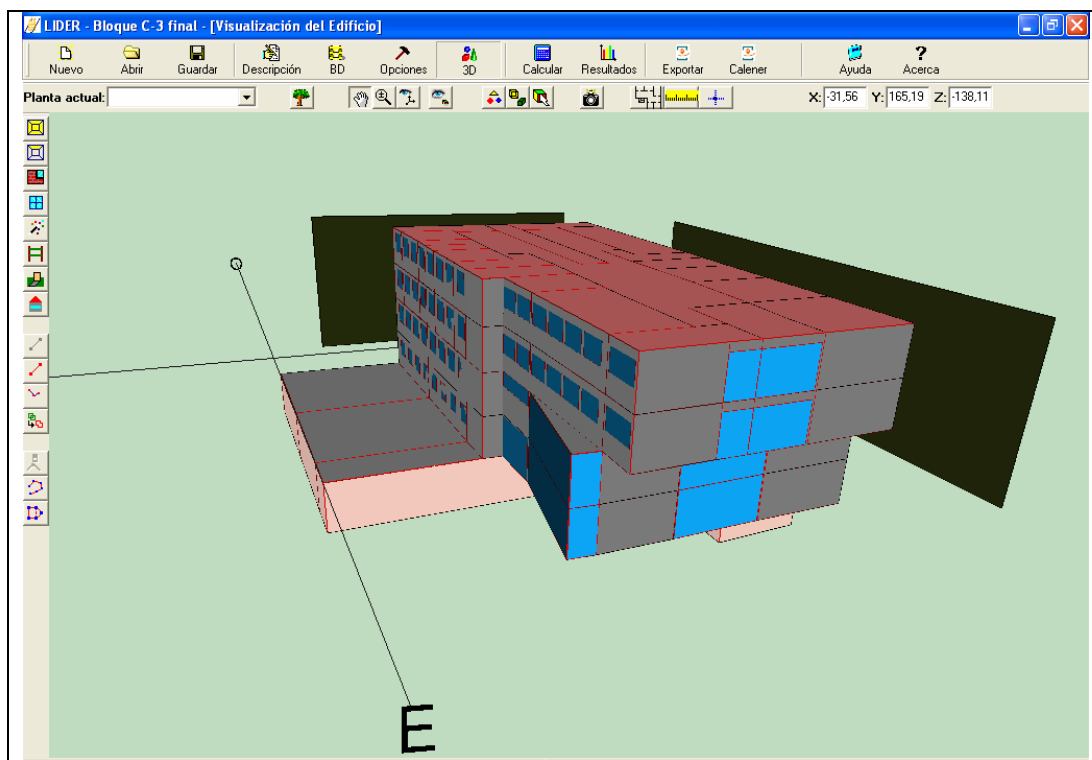 LIDER - Bloque C-3 final - [Visualización del Edificio]
Nuevo Abrir Guardar Descripción BD Opciones 3D Calcular Resultados Exportar Calener Ayuda Acerca
Planta actual: X: -31,56 Y: 165,19 Z: -138,11
E